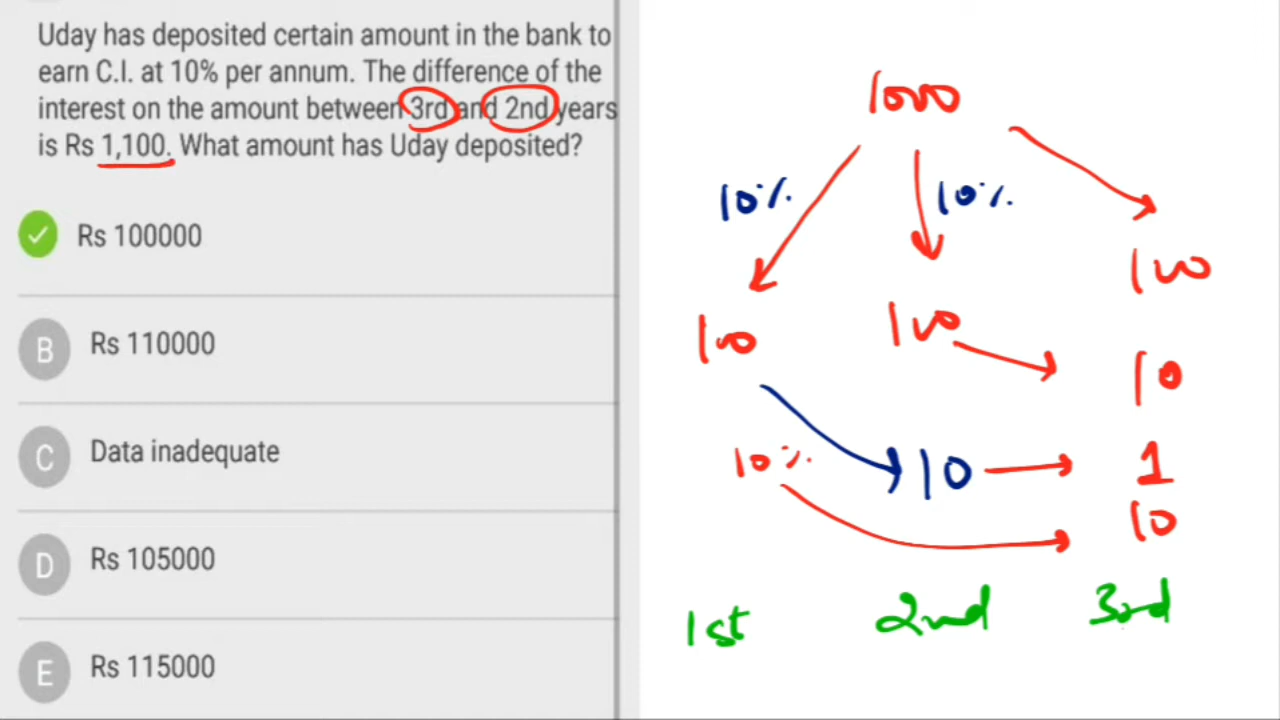 Uday has deposited certain amount in the bank to
earn C.I. at 10% per annum. The difference of the
interest on the amount between 3rd and 2nd years
is Rs 1,100. What amount has Uday deposited?
Rs 100000
B Rs 110000
C Data inadequate
D Rs 105000
E Rs 115000
1000
10% 10%
100
100 100
10
10% 10 1
10
1st 2nd 3rd